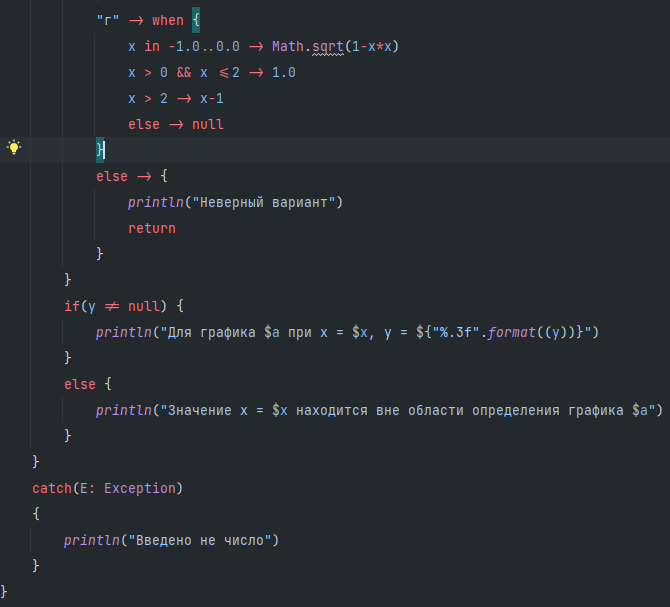 "г" -> when {
x in -1.0..0.0 -> Math.sqrt(1-x*x)
x > 0 && x <=2 -> 1.0
x > 2 -> x-1
else -> null
}
else -> {
println("Неверный вариант")
return
}
}
if(y != null) {
println("Для графика $a при x = $x, y = ${"%.3f".format((y))}")
}
else {
println("Значение x = $x находится вне области определения графика $a")
}
}
catch(E: Exception)
{
println("Введено не число")
}
}